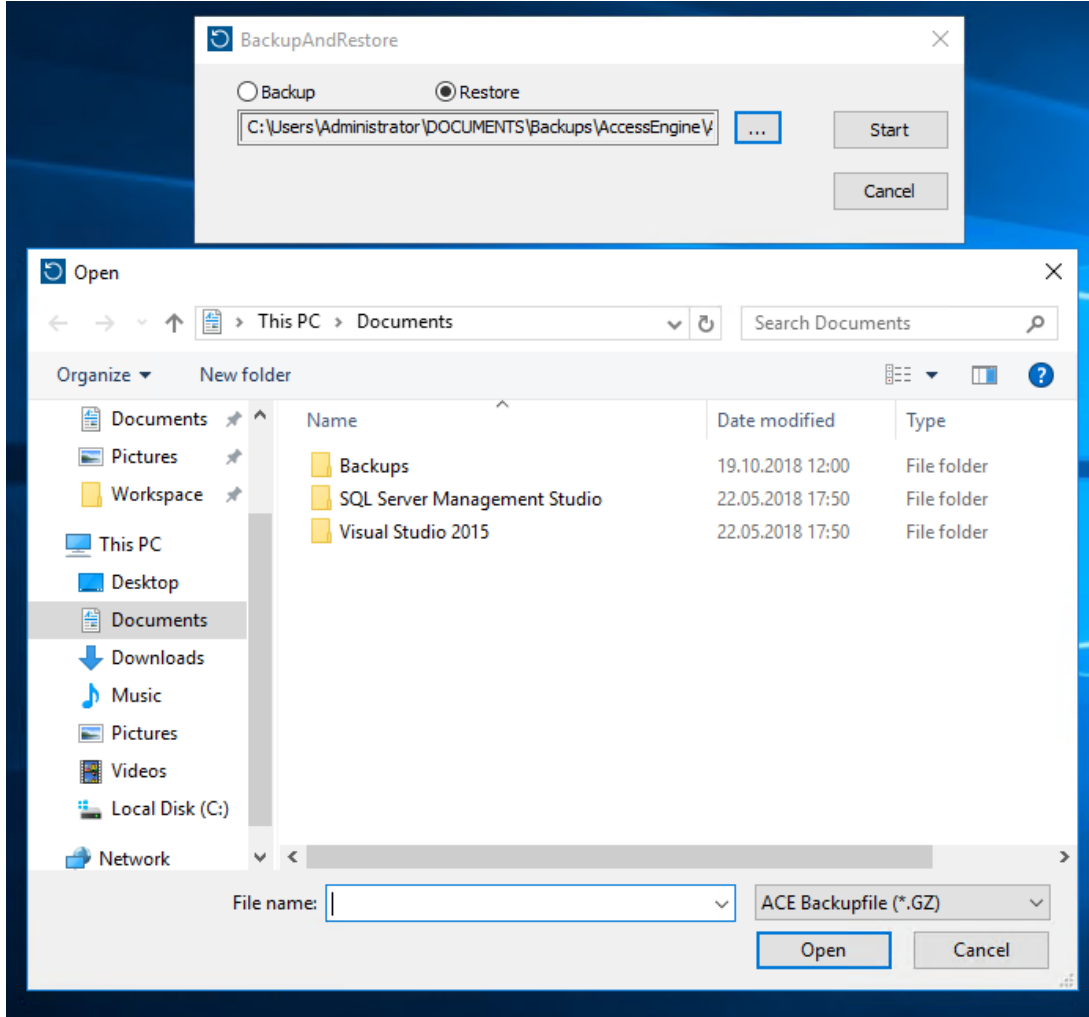 BackupAndRestore
Backup Restore
C:\Users\Administrator\DOCUMENTS\Backups\AccessEngine\ ... Start
Cancel
Open
This PC > Documents Search Documents
Organize New folder ?
Documents Name Date modified Type
Pictures Backups 19.10.2018 12:00 File folder
Workspace SQL Server Management Studio 22.05.2018 17:50 File folder
This PC Visual Studio 2015 22.05.2018 17:50 File folder
Desktop
Documents
Downloads
Music
Pictures
Videos
Local Disk (C:)
Network
File name: ACE Backupfile (*.GZ)
Open Cancel